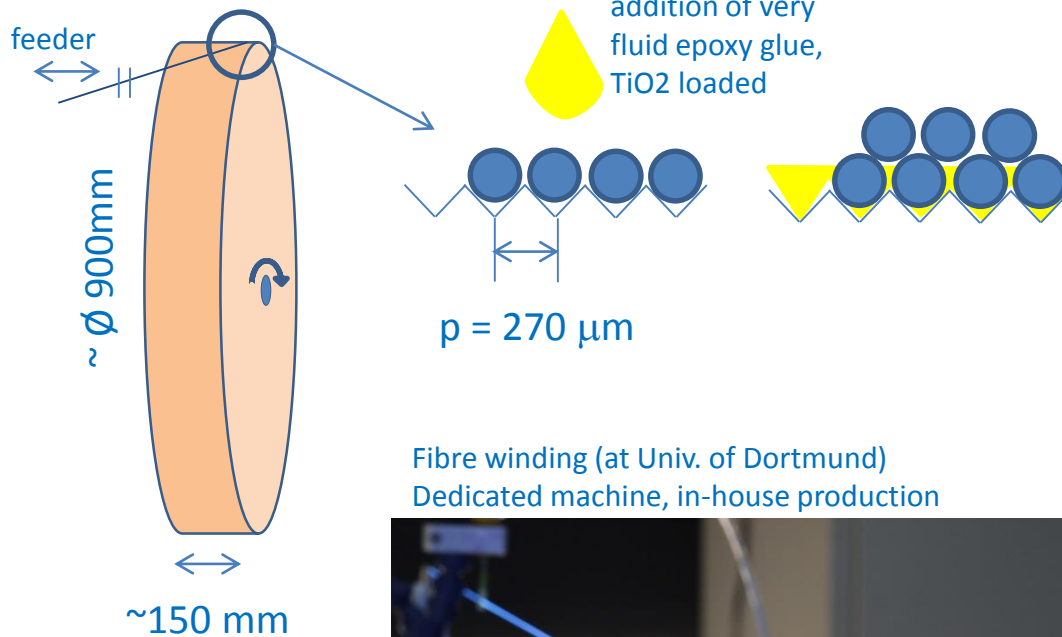 feeder
addition of very
fluid epoxy glue,
TiO2 loaded
~ Ø 900mm
p = 270 μm
Fibre winding (at Univ. of Dortmund)
Dedicated machine, in-house production
~150 mm